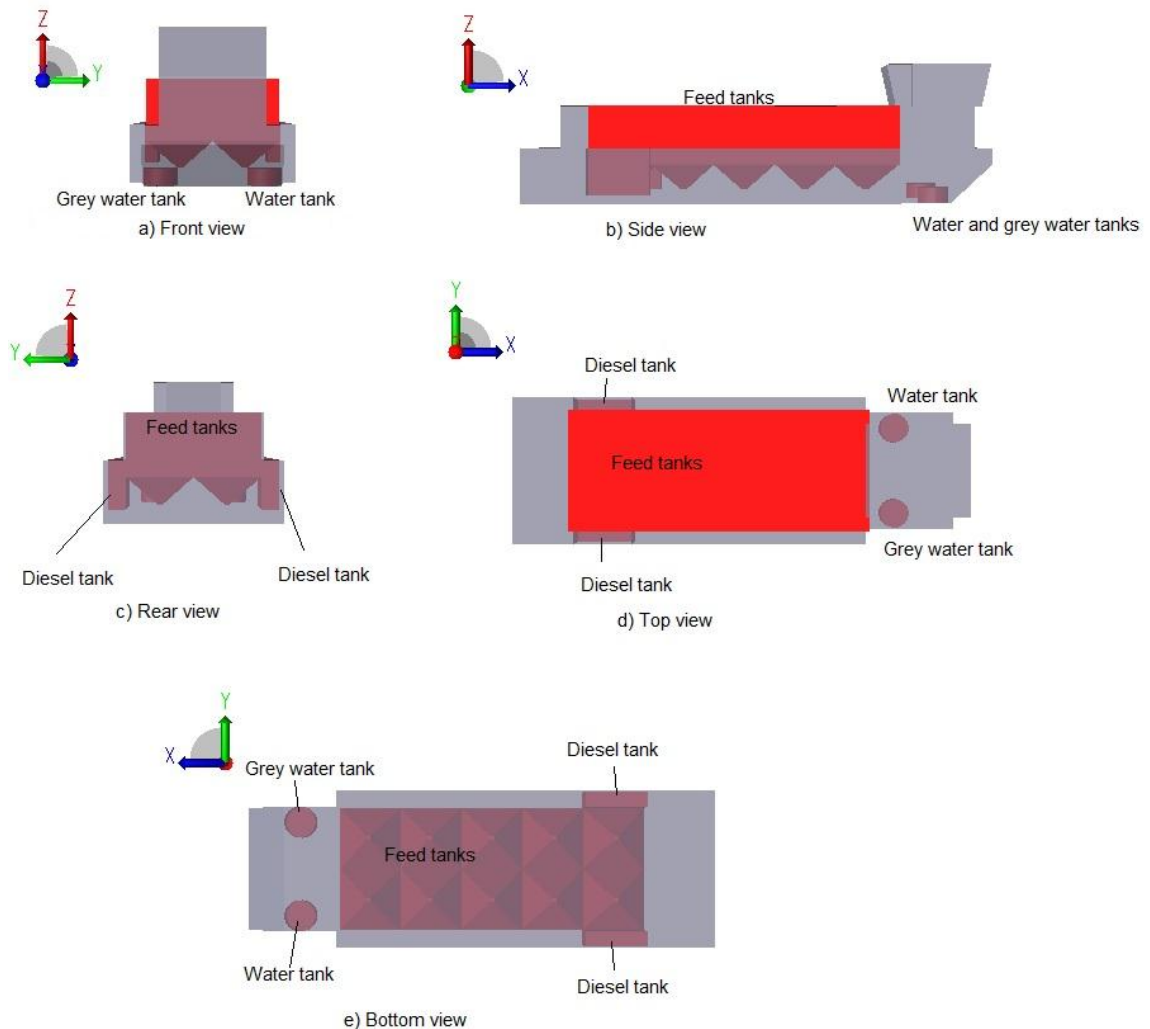 Z
Y
Grey water tank
Water tank
a) Front view
Z
X
Feed tanks
Water and grey water tanks
b) Side view
Z
Y
Feed tanks
Diesel tank
Diesel tank
c) Rear view
Y
X
Diesel tank
Water tank
Feed tanks
Grey water tank
Diesel tank
d) Top view
Y
X
Diesel tank
Grey water tank
Feed tanks
Water tank
Diesel tank
e) Bottom view